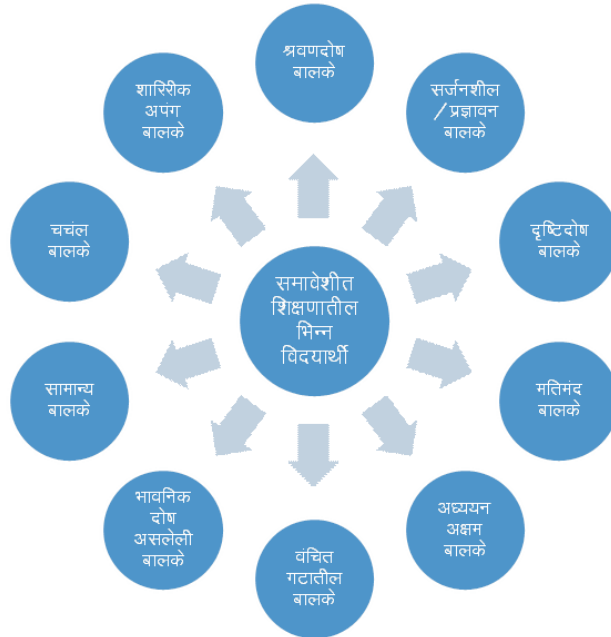 श्रवणदोष
बालके
सर्जनशील
/प्रज्ञावन
बालके
दृष्टिदोष
बालके
मतिमंद
बालके
अध्ययन
अक्षम
बालके
वंचित
गटातील
बालके
भावनिक
दोष
असलेली
बालके
सामान्य
बालके
चचंल
बालके
शारिरीक
अपंग
बालके
समावेशीत
शिक्षणातील
भिन्न
विदयार्थी